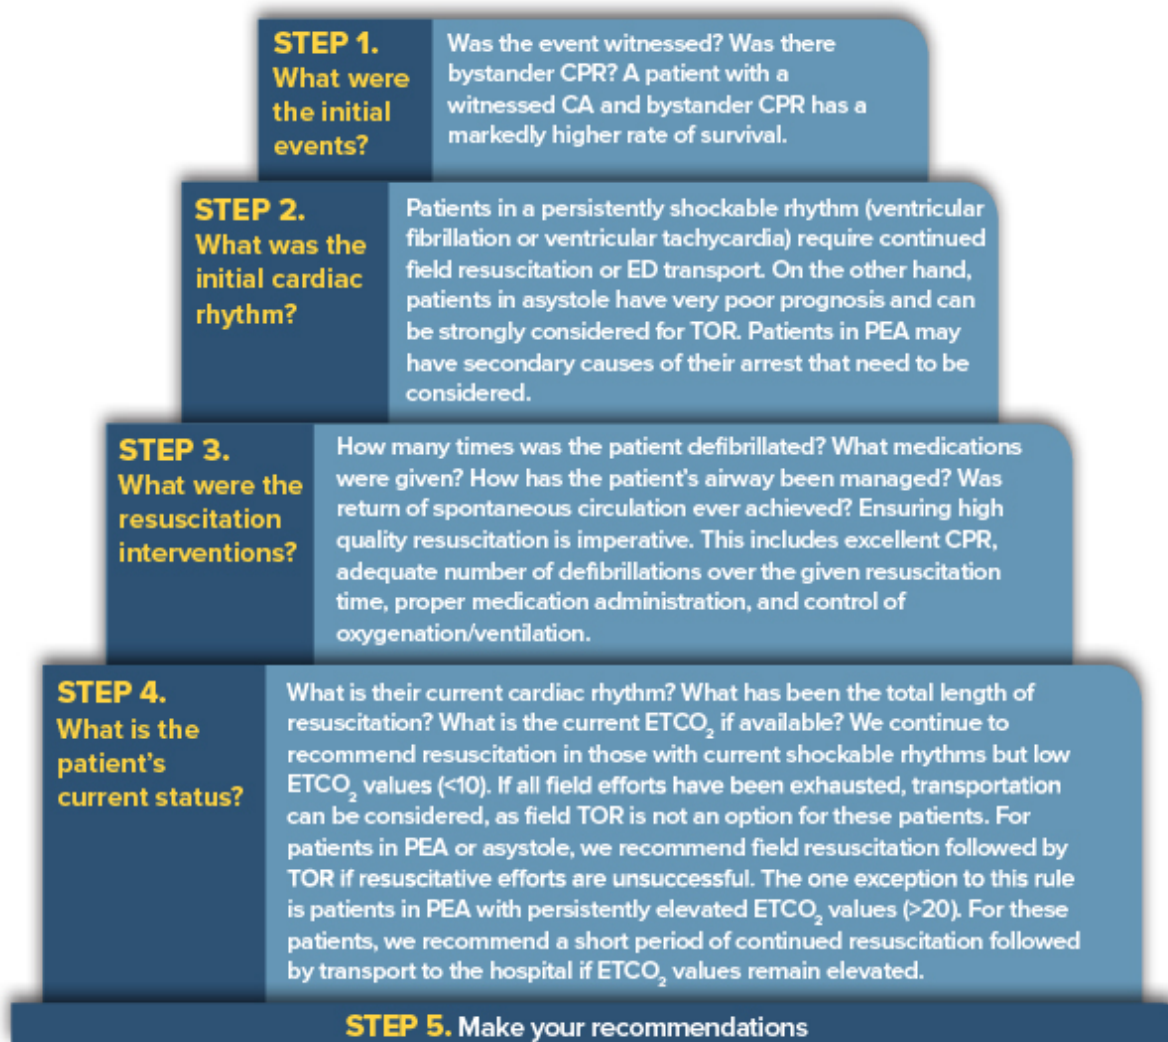 STEP 1.
What were
the initial
events?
Was the event witnessed? Was there
bystander CPR? A patient with a
witnessed CA and bystander CPR has a
markedly higher rate of survival.
STEP 2.
What was the
initial cardiac
rhythm?
Patients in a persistently shockable rhythm (ventricular
fibrillation or ventricular tachycardia) require continued
field resuscitation or ED transport. On the other hand,
patients in asystole have very poor prognosis and can
be strongly considered for TOR. Patients in PEA may
have secondary causes of their arrest that need to be
considered.
STEP 3.
What were the
resuscitation
interventions?
How many times was the patient defibrillated? What medications
were given? How has the patient's airway been managed? Was
return of spontaneous circulation ever achieved? Ensuring high
quality resuscitation is imperative. This includes excellent CPR,
adequate number of defibrillations over the given resuscitation
time, proper medication administration, and control of
oxygenation/ventilation.
STEP 4.
What is the
patient's
current status?
What is their current cardiac rhythm? What has been the total length of
resuscitation? What is the current ETCO₂ if available? We continue to
recommend resuscitation in those with current shockable rhythms but low
ETCO₂ values (<10). If all field efforts have been exhausted, transportation
can be considered, as field TOR is not an option for these patients. For
patients in PEA or asystole, we recommend field resuscitation followed by
TOR if resuscitative efforts are unsuccessful. The one exception to this rule
is patients in PEA with persistently elevated ETCO₂ values (>20). For these
patients, we recommend a short period of continued resuscitation followed
by transport to the hospital if ETCO₂ values remain elevated.
STEP 5. Make your recommendations